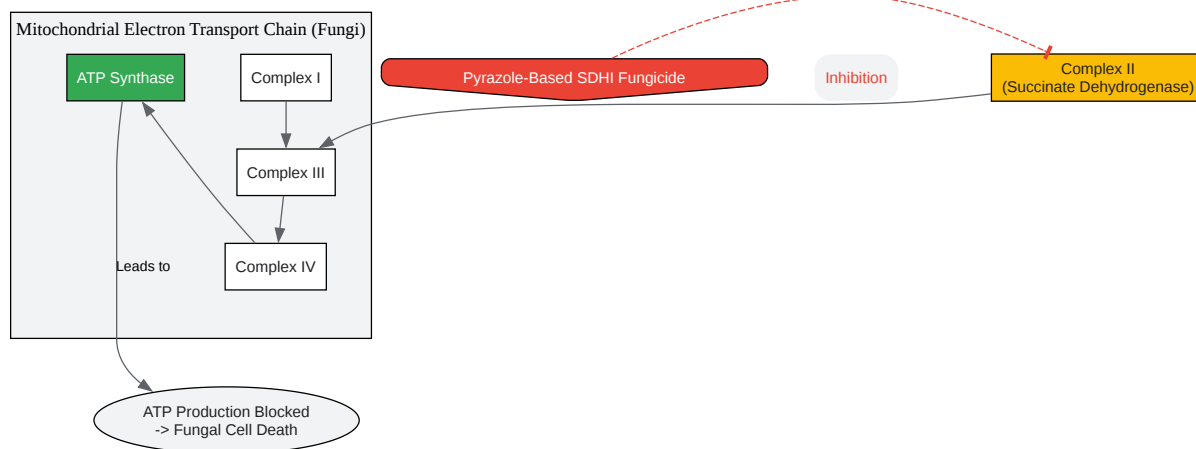 Mitochondrial Electron Transport Chain (Fungi)
ATP Synthase
Complex I
Pyrazole-Based SDHI Fungicide
Inhibition
Complex II
(Succinate Dehydrogenase)
Complex III
Complex IV
Leads to
ATP Production Blocked
-> Fungal Cell Death